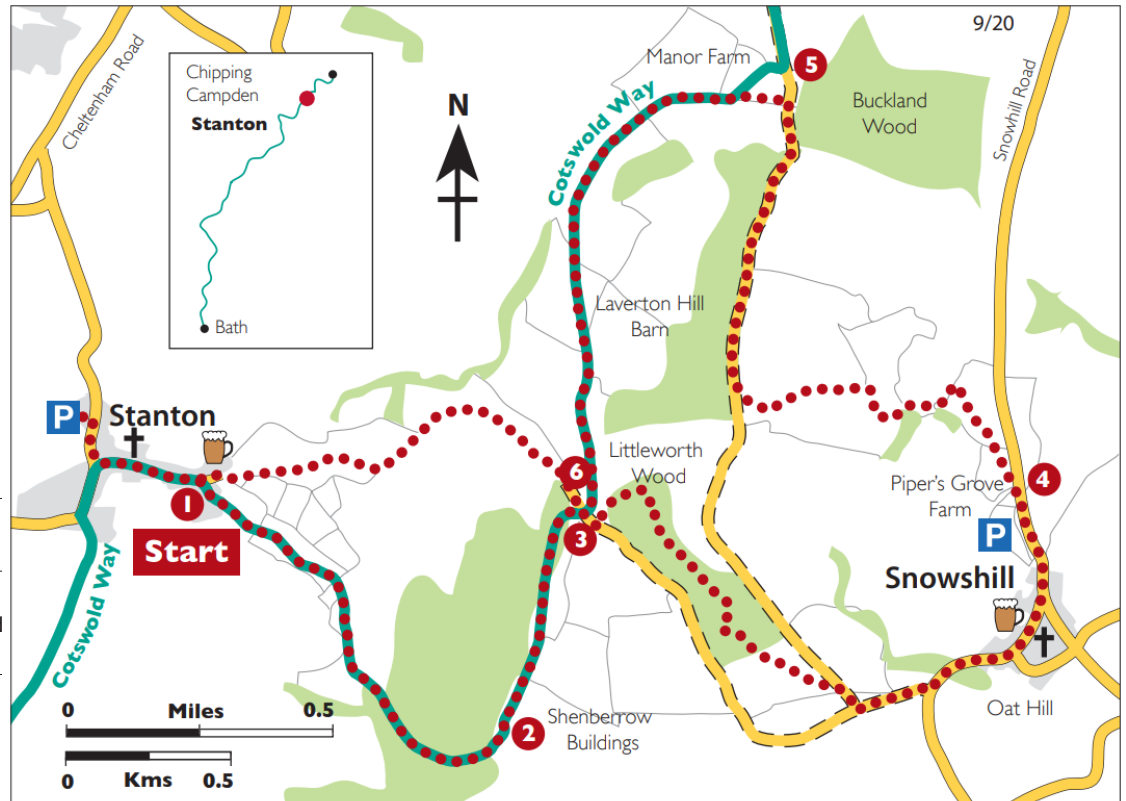 9/20
Cheltenham Road
Chipping
Campden
Stanton
Bath
N
Cotswold Way
Manor Farm
5
Buckland
Wood
Snowhill Road
Laverton Hill
Barn
P
Stanton
1
Start
Cotswold Way
6
3
Littleworth
Wood
4
Piper's Grove
Farm
P
Snowshill
Oat Hill
2
Shenberrow
Buildings
0 Miles 0.5
0 Kms 0.5